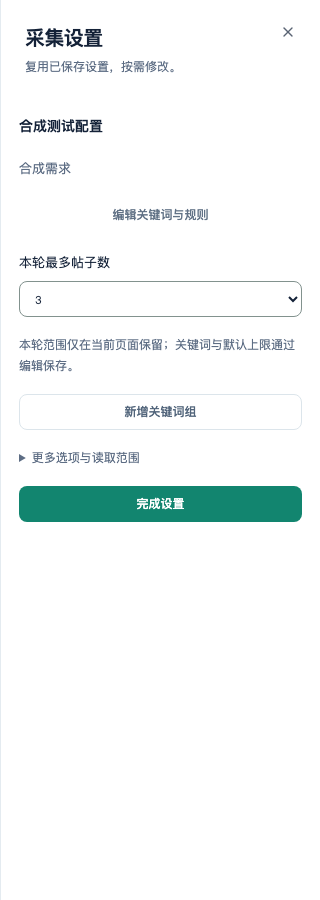 采集设置
×
复用已保存设置，按需修改。
合成测试配置
合成需求
编辑关键词与规则
本轮最多帖子数
3
本轮范围仅在当前页面保留；关键词与默认上限通过
编辑保存。
新增关键词组
更多选项与读取范围
完成设置